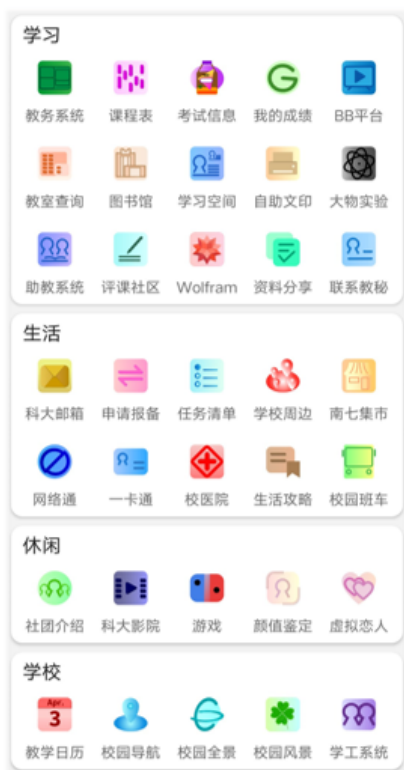 学习
教务系统 课程表 考试信息 我的成绩 BB平台
教室查询 图书馆 学习空间 自助文印 大物实验
助教系统 评课社区 Wolfram 资料分享 联系教秘
生活
科大邮箱 申请报备 任务清单 学校周边 南七集市
网络通 一卡通 校医院 生活攻略 校园班车
休闲
社团介绍 科大影院 游戏 颜值鉴定 虚拟恋人
学校
Apr.
3
教学日历 校园导航 校园全景 校园风景 学工系统